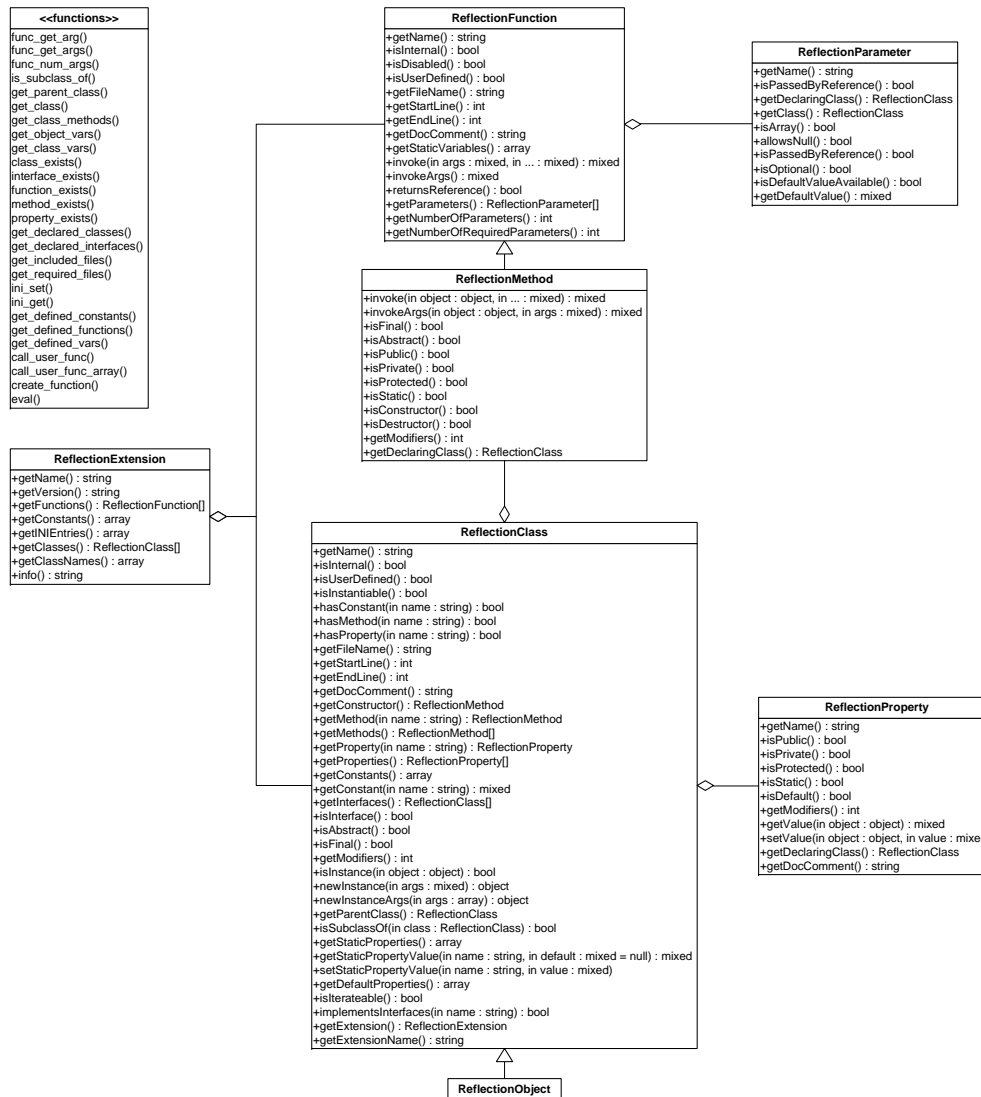 <<functions>>
func_get_arg()
func_get_args()
func_num_args()
is_subclass_of()
get_parent_class()
get_class()
get_class_methods()
get_object_vars()
get_class_vars()
class_exists()
interface_exists()
function_exists()
method_exists()
property_exists()
get_declared_classes()
get_declared_interfaces()
get_included_files()
get_required_files()
ini_set()
ini_get()
get_defined_constants()
get_defined_functions()
get_defined_vars()
call_user_func()
call_user_func_array()
create_function()
eval()
ReflectionFunction
+getName() : string
+isInternal() : bool
+isDisabled() : bool
+isUserDefined() : bool
+getFileName() : string
+getStartLine() : int
+getEndLine() : int
+getDocComment() : string
+getStaticVariables() : array
+invoke(in args : mixed, in ... : mixed) : mixed
+invokeArgs() : mixed
+returnsReference() : bool
+getParameters() : ReflectionParameter[]
+getNumberOfParameters() : int
+getNumberOfRequiredParameters() : int
ReflectionParameter
+getName() : string
+isPassedByReference() : bool
+getDeclaringClass() : ReflectionClass
+getClass() : ReflectionClass
+isArray() : bool
+allowsNull() : bool
+isPassedByReference() : bool
+isOptional() : bool
+isDefaultValueAvailable() : bool
+getDefaultValue() : mixed
ReflectionMethod
+invoke(in object : object, in ... : mixed) : mixed
+invokeArgs(in object : object, in args : mixed) : mixed
+isFinal() : bool
+isAbstract() : bool
+isPublic() : bool
+isPrivate() : bool
+isProtected() : bool
+isStatic() : bool
+isConstructor() : bool
+isDestructor() : bool
+getModifiers() : int
+getDeclaringClass() : ReflectionClass
ReflectionExtension
+getName() : string
+getVersion() : string
+getFunctions() : ReflectionFunction[]
+getConstants() : array
+getINIEntries() : array
+getClasses() : ReflectionClass[]
+getClassNames() : array
+info() : string
ReflectionClass
+getName() : string
+isInternal() : bool
+isUserDefined() : bool
+isInstantiable() : bool
+hasConstant(in name : string) : bool
+hasMethod(in name : string) : bool
+hasProperty(in name : string) : bool
+getFileName() : string
+getStartLine() : int
+getEndLine() : int
+getDocComment() : string
+getConstructor() : ReflectionMethod
+getMethod(in name : string) : ReflectionMethod
+getMethods() : ReflectionMethod[]
+getProperty(in name : string) : ReflectionProperty
+getProperties() : ReflectionProperty[]
+getConstants() : array
+getConstant(in name : string) : mixed
+getInterfaces() : ReflectionClass[]
+isInterface() : bool
+isAbstract() : bool
+isFinal() : bool
+getModifiers() : int
+isInstance(in object : object) : bool
+newInstance(in args : mixed) : object
+newInstanceArgs(in args : array) : object
+getParentClass() : ReflectionClass
+isSubclassOf(in class : ReflectionClass) : bool
+getStaticProperties() : array
+getStaticPropertyValue(in name : string, in default : mixed = null) : mixed
+setStaticPropertyValue(in name : string, in value : mixed)
+getDefaultProperties() : array
+isIterateable() : bool
+implementsInterfaces(in name : string) : bool
+getExtension() : ReflectionExtension
+getExtensionName() : string
ReflectionProperty
+getName() : string
+isPublic() : bool
+isPrivate() : bool
+isProtected() : bool
+isStatic() : bool
+isDefault() : bool
+getModifiers() : int
+getValue(in object : object) : mixed
+setValue(in object : object, in value : mixe
+getDeclaringClass() : ReflectionClass
+getDocComment() : string
ReflectionObject